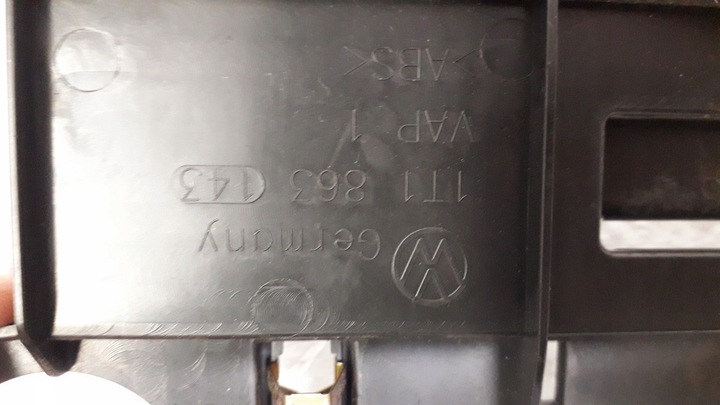 Germany
1T1 863 143
VAP 1
>ABS<